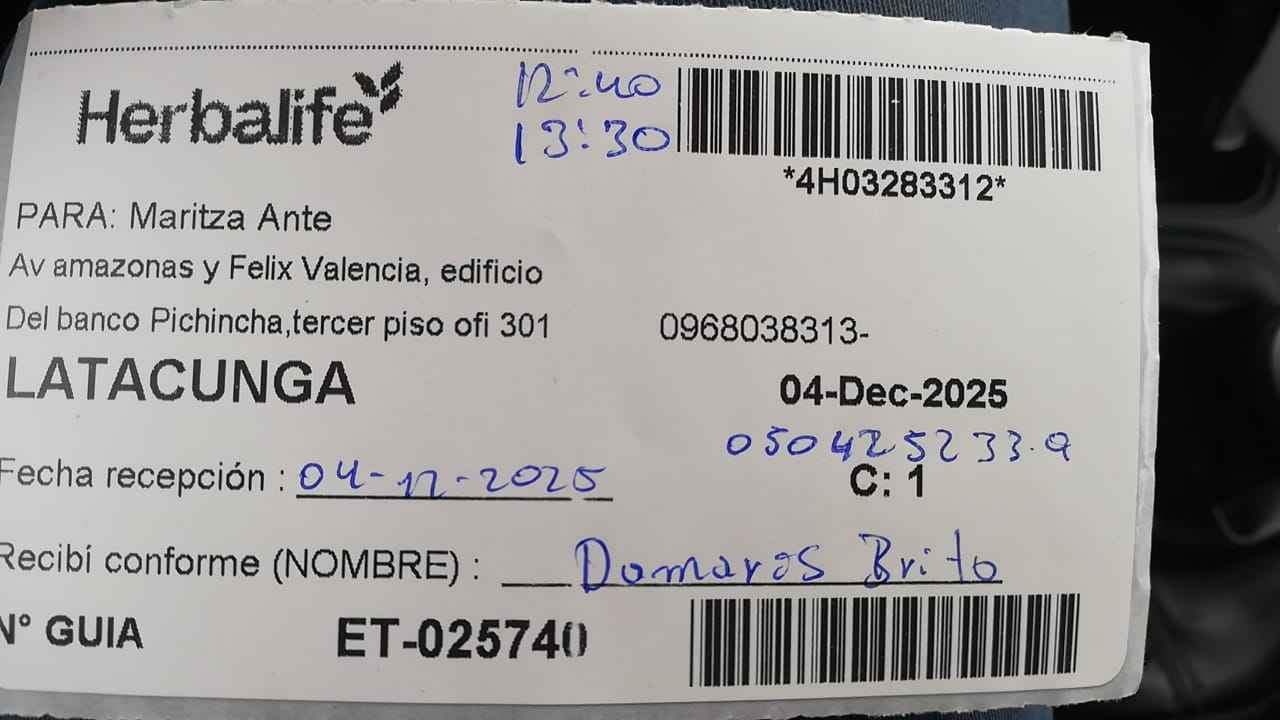 Herbalife
12:40
13:30
*4H03283312*
PARA: Maritza Ante
Av amazonas y Felix Valencia, edificio
Del banco Pichincha,tercer piso ofi 301
0968038313-
LATACUNGA
04-Dec-2025
050425233-9
Fecha recepción : 04-12-2025
C: 1
Recibí conforme (NOMBRE) : Damaros Brito
N° GUIA ET-025740